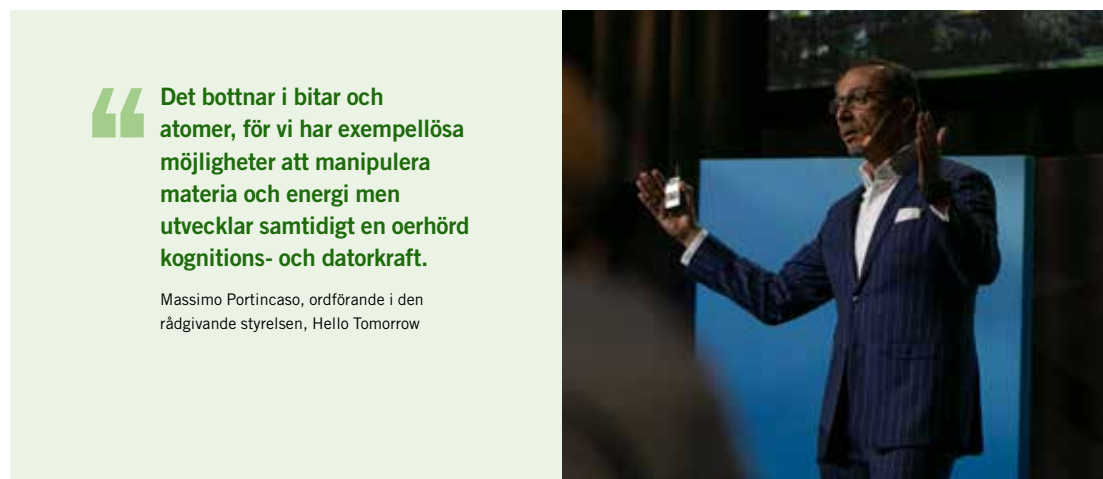 “
Det bottnar i bitar och
atomer, för vi har exempellösa
möjligheter att manipulera
materia och energi men
utvecklar samtidigt en oerhörd
kognitions- och datorkraft.
Massimo Portincaso, ordförande i den
rådgivande styrelsen, Hello Tomorrow